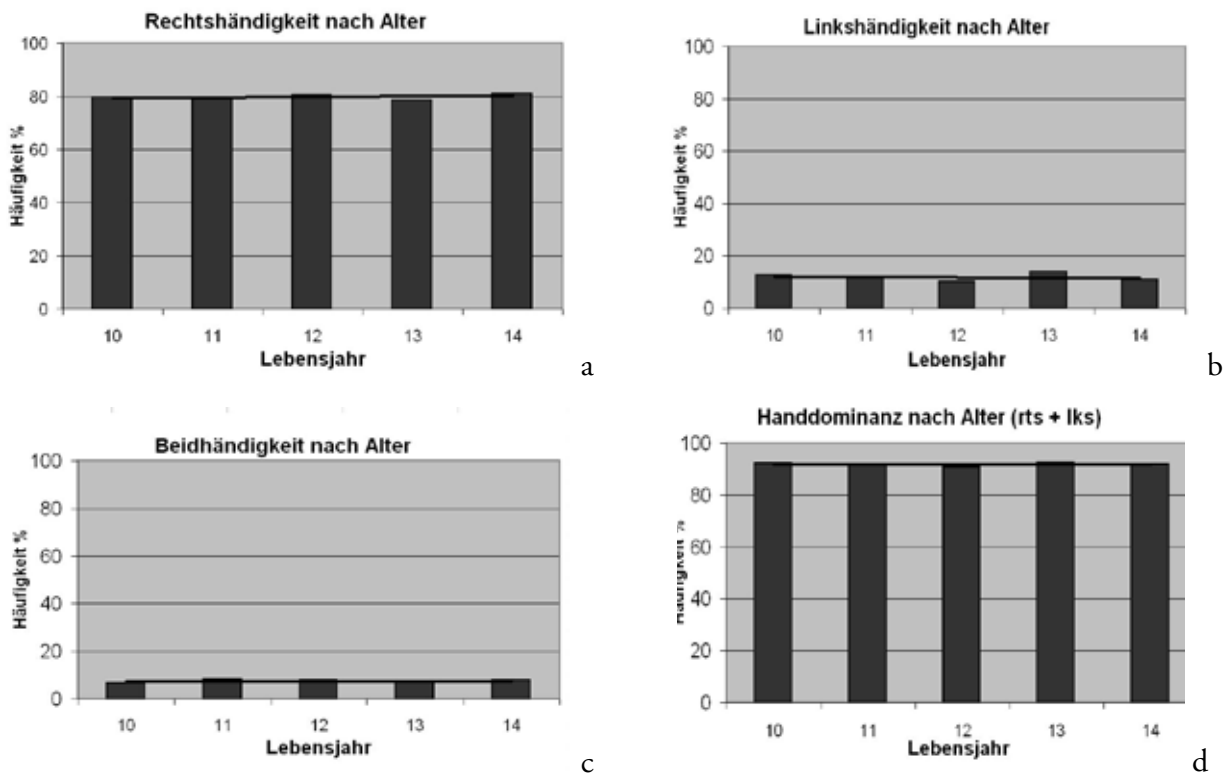 Rechtshändigkeit nach Alter
100
80
60
40
20
0
Häufigkeit %
10 11 12 13 14
Lebensjahr
a
Linkshändigkeit nach Alter
100
80
60
40
20
0
Häufigkeit %
10 11 12 13 14
Lebensjahr
b
Beidhändigkeit nach Alter
100
80
60
40
20
0
Häufigkeit %
10 11 12 13 14
Lebensjahr
c
Handdominanz nach Alter (rts + lks)
100
80
60
40
20
0
Häufigkeit %
10 11 12 13 14
Lebensjahr
d